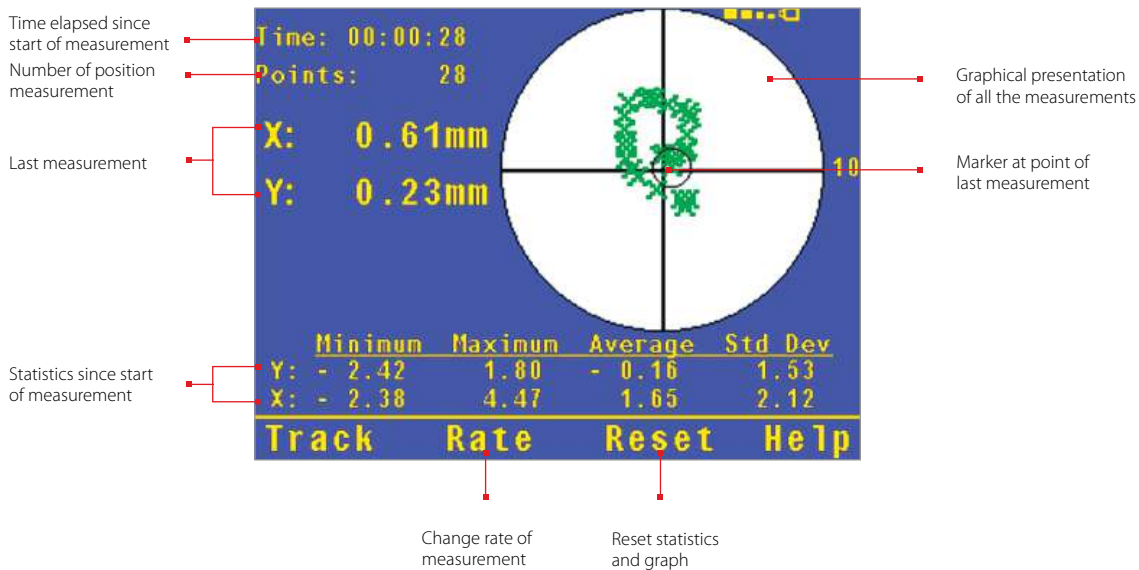 Time elapsed since
start of measurement
Number of position
measurement
Last measurement
Statistics since start
of measurement
Time: 00:00:28
Points: 28
X: 0.61mm
Y: 0.23mm
10
Graphical presentation
of all the measurements
Marker at point of
last measurement
Minimum Maximum Average Std Dev
Y: - 2.42 1.80 - 0.16 1.53
X: - 2.38 4.47 1.65 2.12
Track Rate Reset Help
Change rate of
measurement
Reset statistics
and graph